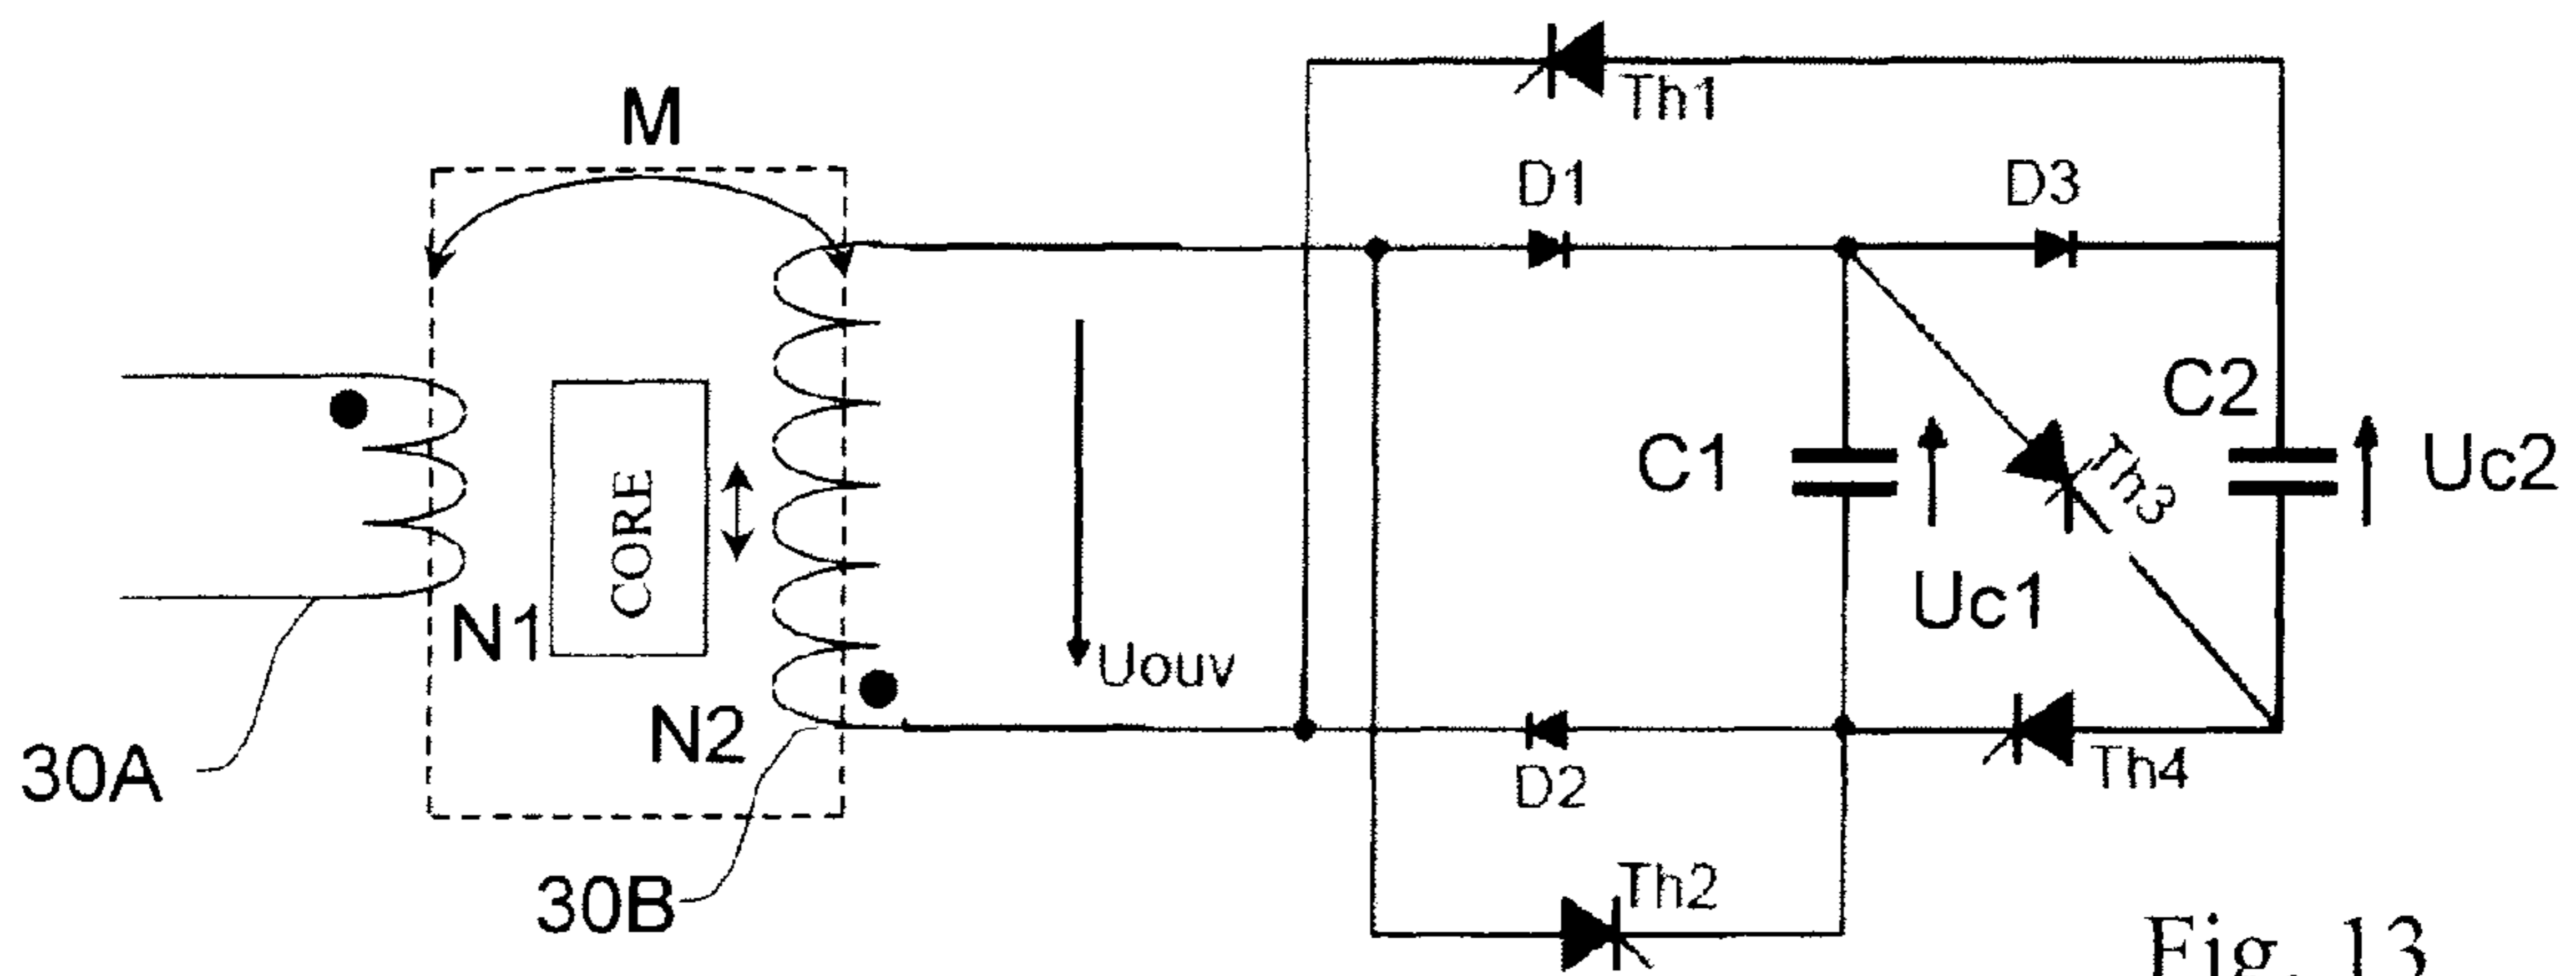 M
Th1
D1
D3
C2
C1
Th3
Uc2
CORE
Uc1
N1
Uouv
N2
Th4
D2
30A
30B
Th2
Fig. 13